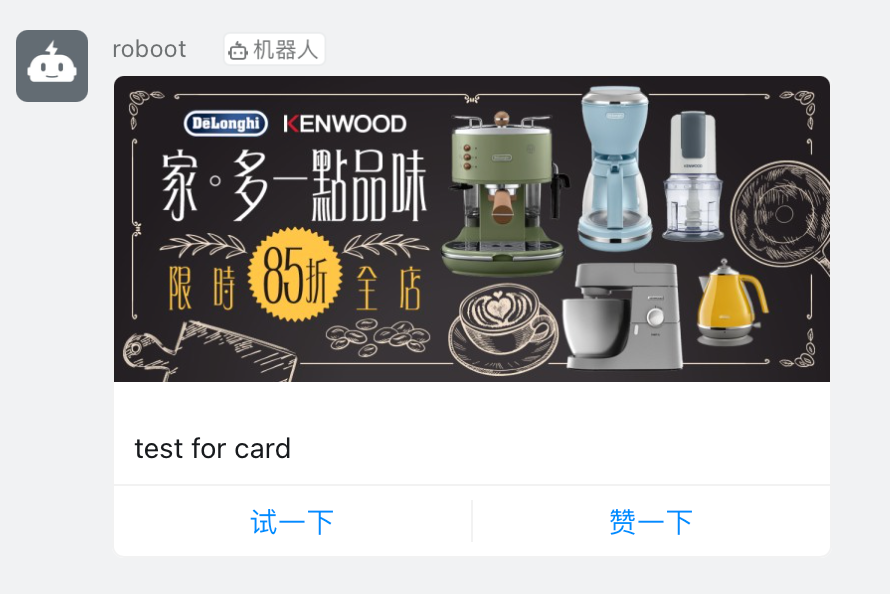 roboot 机器人
DeLonghi KENWOOD
家。多一點品味
限時85折全店
test for card
试一下 赞一下